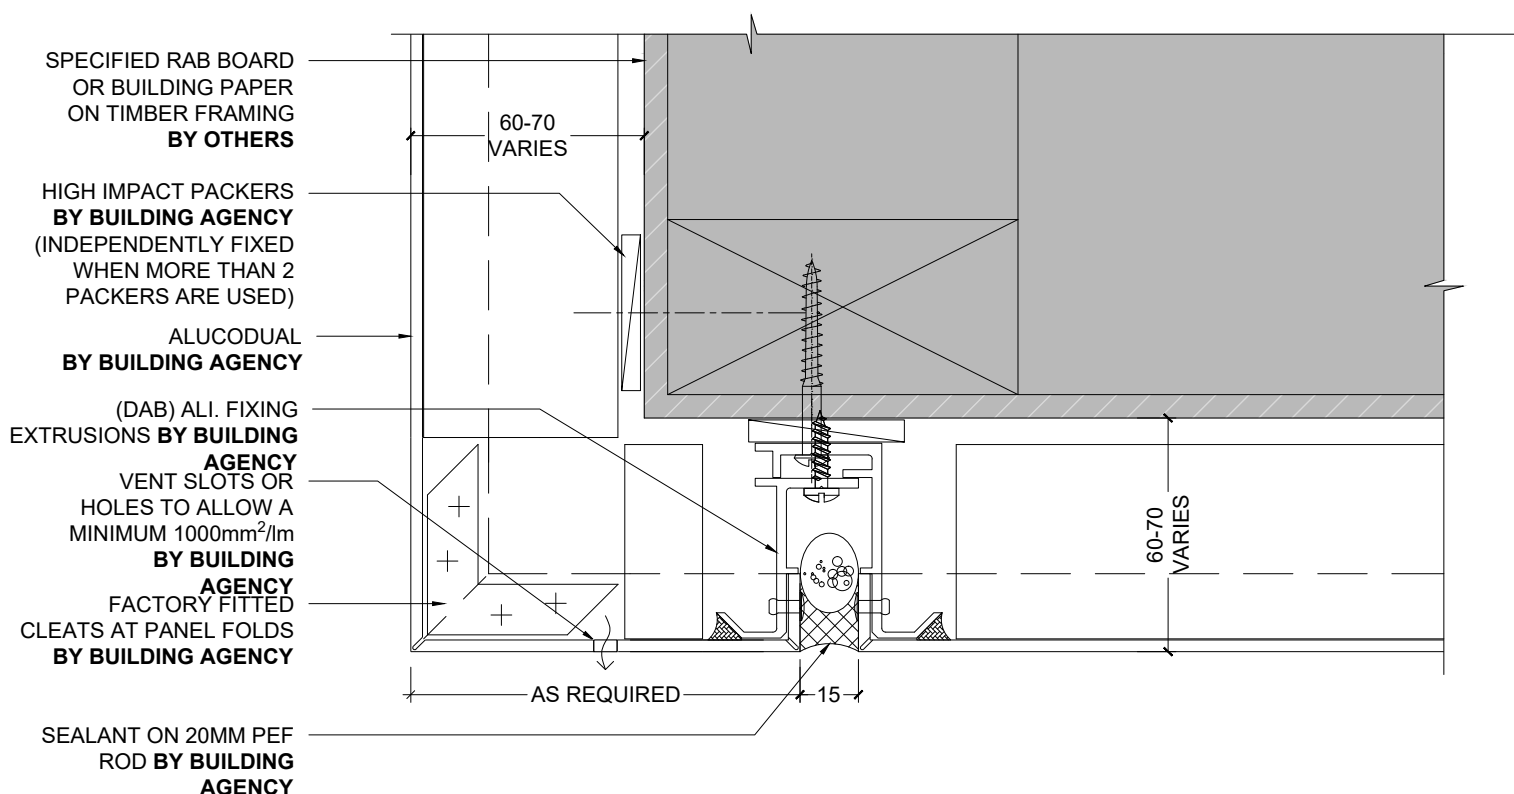 SPECIFIED RAB BOARD
OR BUILDING PAPER
ON TIMBER FRAMING
BY OTHERS
60-70
VARIES
HIGH IMPACT PACKERS
BY BUILDING AGENCY
(INDEPENDENTLY FIXED
WHEN MORE THAN 2
PACKERS ARE USED)
ALUCODUAL
BY BUILDING AGENCY
(DAB) ALI. FIXING
EXTRUSIONS BY BUILDING
AGENCY
VENT SLOTS OR
HOLES TO ALLOW A
MINIMUM 1000mm²/lm
BY BUILDING
AGENCY
FACTORY FITTED
CLEATS AT PANEL FOLDS
BY BUILDING AGENCY
60-70
VARIES
AS REQUIRED
15
SEALANT ON 20MM PEF
ROD BY BUILDING
AGENCY